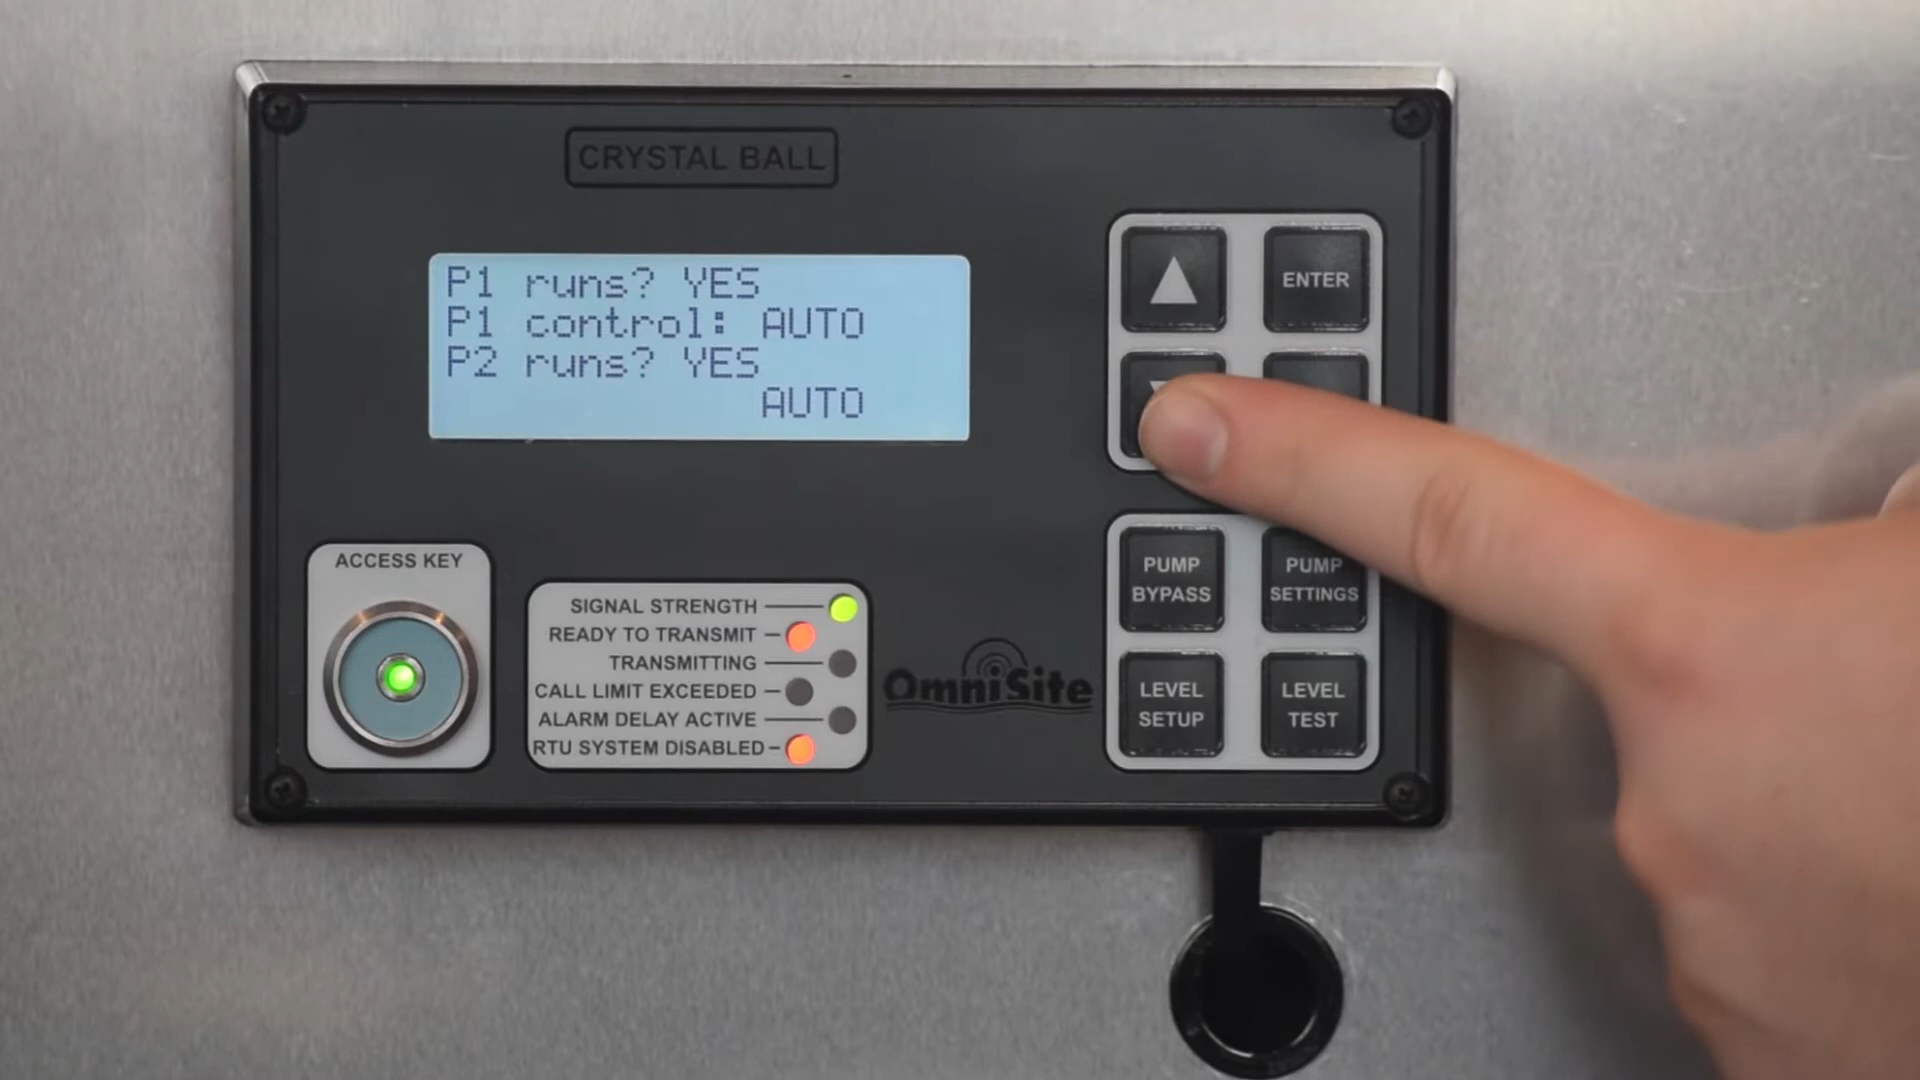 CRYSTAL BALL
P1 runs? YES
P1 control: AUTO
P2 runs? YES
AUTO
ENTER
ACCESS KEY
SIGNAL STRENGTH
READY TO TRANSMIT
TRANSMITTING
CALL LIMIT EXCEEDED
ALARM DELAY ACTIVE
RTU SYSTEM DISABLED
OmniSite
PUMP
BYPASS
PUMP
SETTINGS
LEVEL
SETUP
LEVEL
TEST